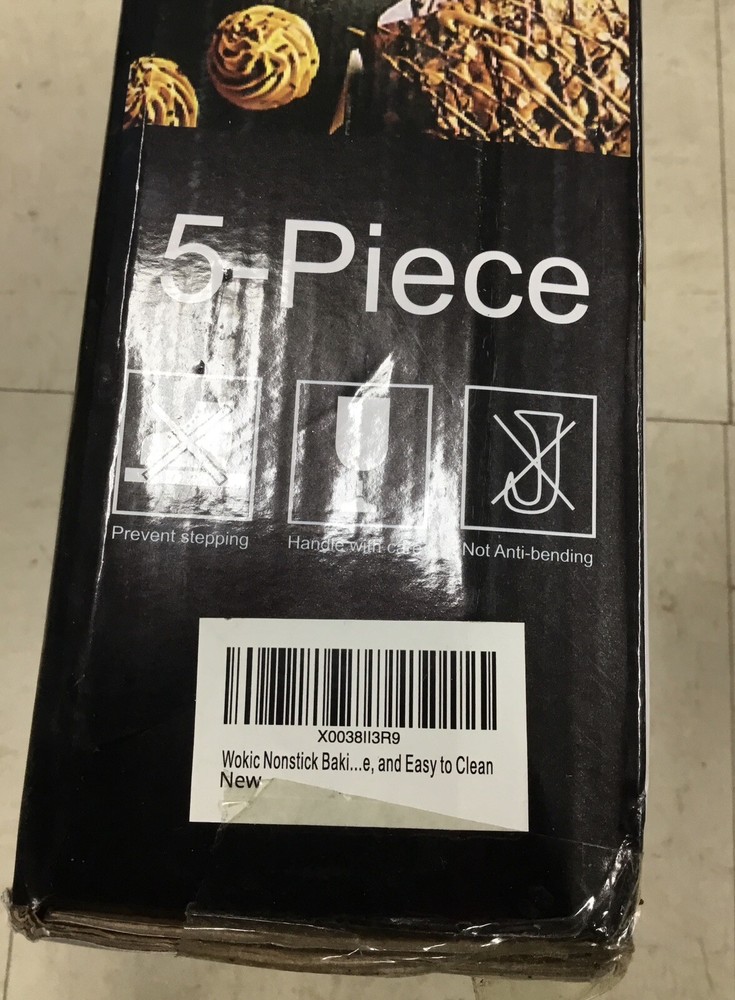 5-Piece
Prevent stepping
Handle with care
Not Anti-bending
X0038II3R9
Wokic Nonstick Baki...e, and Easy to Clean
New